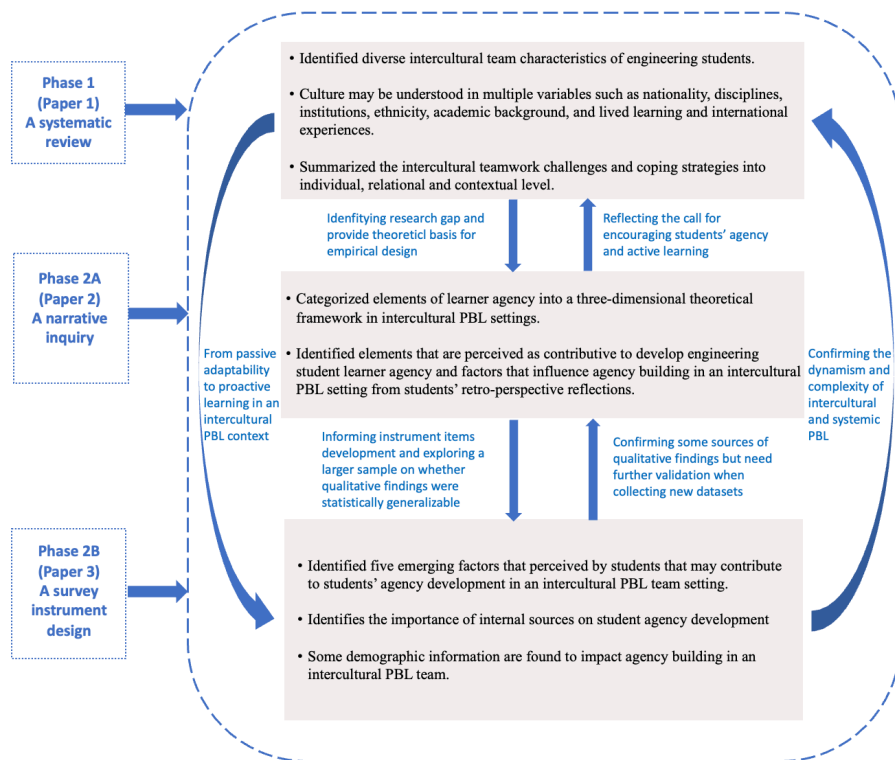 Phase 1
(Paper 1)
A systematic
review
• Identified diverse intercultural team characteristics of engineering students.
• Culture may be understood in multiple variables such as nationality, disciplines,
institutions, ethnicity, academic background, and lived learning and international
experiences.
• Summarized the intercultural teamwork challenges and coping strategies into
individual, relational and contextual level.
Idenfitying research gap and
provide theoreticl basis for
empirical design
Reflecting the call for
encouraging students' agency
and active learning
Phase 2A
(Paper 2)
A narrative
inquiry
• Categorized elements of learner agency into a three-dimensional theoretical
framework in intercultural PBL settings.
• Identified elements that are perceived as contributive to develop engineering
student learner agency and factors that influence agency building in an intercultural
PBL setting from students' retro-perspective reflections.
From passive
adaptability
to proactive
learning in an
intercultural
PBL context
Confirming the
dynamism and
complexity of
intercultural
and systemic
PBL
Informing instrument items
development and exploring a
larger sample on whether
qualitative findings were
statistically generalizable
Confirming some sources of
qualitative findings but need
further validation when
collecting new datasets
Phase 2B
(Paper 3)
A survey
instrument
design
• Identified five emerging factors that perceived by students that may contribute
to students' agency development in an intercultural PBL team setting.
• Identifies the importance of internal sources on student agency development
• Some demographic information are found to impact agency building in an
intercultural PBL team.